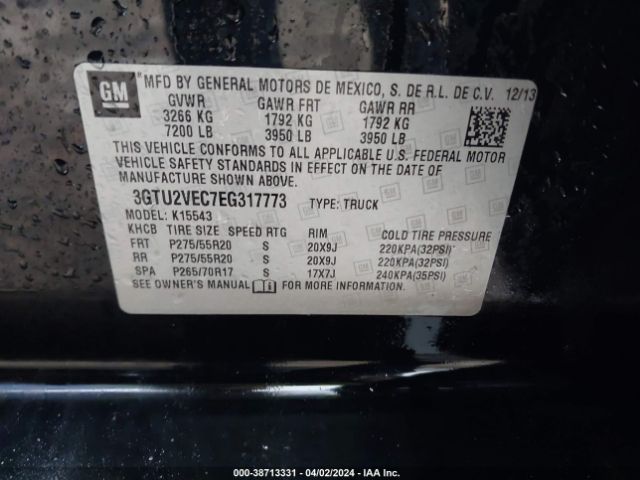 GM
*MFD BY GENERAL MOTORS DE MEXICO, S. DE R.L. DE C.V. 12/13
GVWR GAWR FRT GAWR RR
3266 KG 1792 KG 1792 KG
7200 LB 3950 LB 3950 LB
THIS VEHICLE CONFORMS TO ALL APPLICABLE U.S. FEDERAL MOTOR
VEHICLE SAFETY STANDARDS IN EFFECT ON THE DATE OF
MANUFACTURE SHOWN ABOVE.
3GTU2VEC7EG317773 TYPE: TRUCK
MODEL: K15543
KHCB TIRE SIZE SPEED RTG RIM COLD TIRE PRESSURE
FRT P275/55R20 S 20X9J 220KPA(32PSI)
RR P275/55R20 S 20X9J 220KPA(32PSI)
SPA P265/70R17 S 17X7J 240KPA(35PSI)
SEE OWNER'S MANUAL FOR MORE INFORMATION.
000-38713331 - 04/02/2024 - IAA Inc.